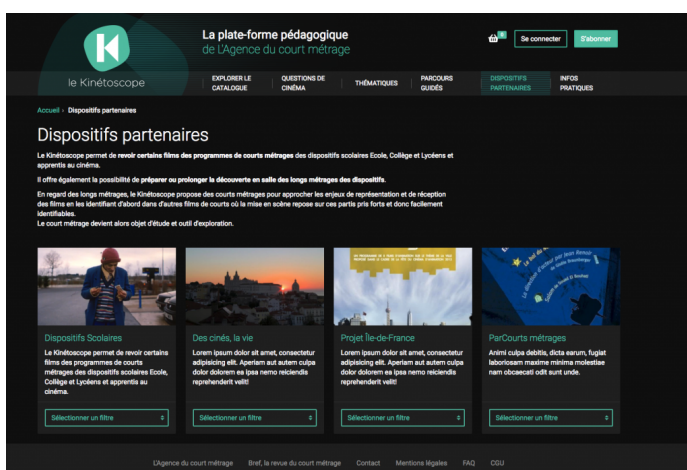 La plate-forme pédagogique
de L'Agence du court métrage
Se connecter
S'abonner
le Kinétoscope
EXPLORER LE
CATALOGUE
QUESTIONS DE
CINÉMA
THÉMATIQUES
PARCOURS
GUIDÉS
DISPOSITIFS
PARTENAIRES
INFOS
PRATIQUES
Accueil › Dispositifs partenaires
Dispositifs partenaires
Le Kinétoscope permet de revoir certains films des programmes de courts métrages des dispositifs scolaires Ecole, Collège et Lycéens et
apprentis au cinéma.
Il offre également la possibilité de préparer ou prolonger la découverte en salle des longs métrages des dispositifs.
En regard des longs métrages, le Kinétoscope propose des courts métrages pour approcher les enjeux de représentation et de réception
des films en les identifiant d'abord dans d'autres films de courts où la mise en scène repose sur ces partis pris forts et donc facilement
identifiables.
Le court métrage devient alors objet d'étude et outil d'exploration.
La direction d'acteur par Jean Renoir
Dispositifs Scolaires
Le Kinétoscope permet de revoir certains
films des programmes de courts
métrages des dispositifs scolaires Ecole,
Collège et Lycéens et apprentis au
cinéma.
Sélectionner un filtre
Des cinés, la vie
Lorem ipsum dolor sit amet, consectetur
adipisicing elit. Aperiam aut autem culpa
dolor dolorem ea ipsa nemo reiciendis
reprehenderit velit!
Sélectionner un filtre
Projet Île-de-France
Lorem ipsum dolor sit amet, consectetur
adipisicing elit. Aperiam aut autem culpa
dolor dolorem ea ipsa nemo reiciendis
reprehenderit velit!
Sélectionner un filtre
ParCourts métrages
Animi culpa debitis, dicta earum, fugiat
laboriosam maxime minima molestiae
nam obcaecati odit sunt unde.
Sélectionner un filtre
L'Agence du court métrage
Bref, la revue du court métrage
Contact
Mentions légales
FAQ
CGU